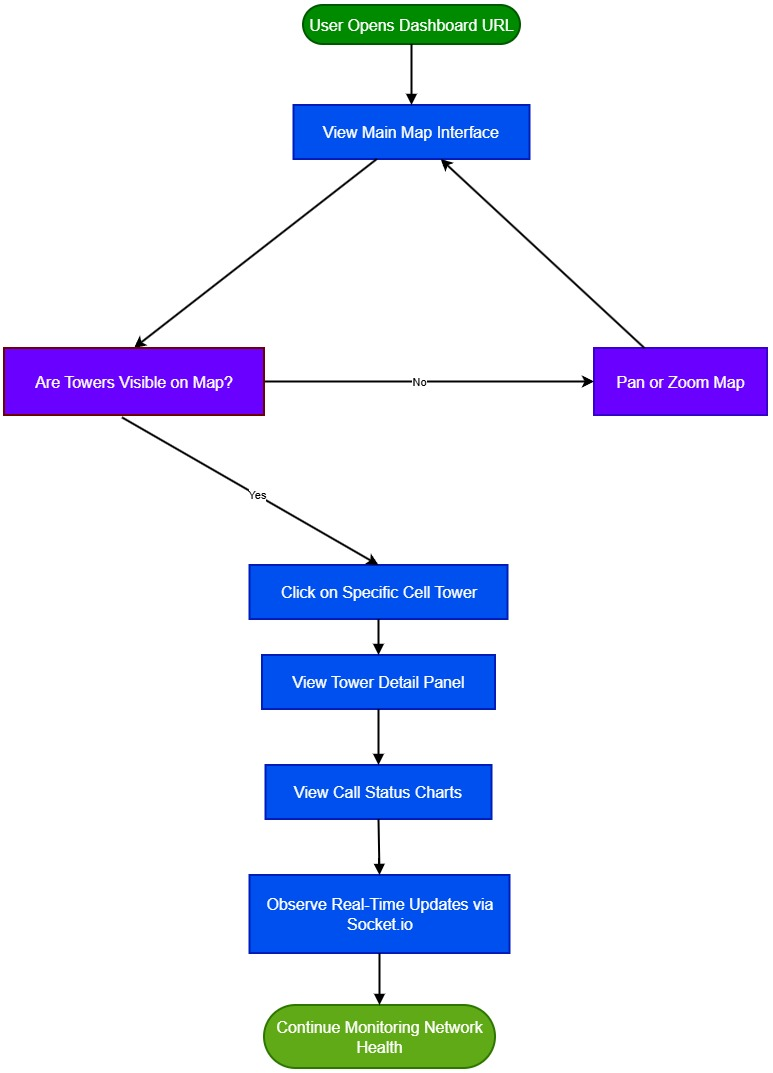 User Opens Dashboard URL
View Main Map Interface
Are Towers Visible on Map?
No
Pan or Zoom Map
Yes
Click on Specific Cell Tower
View Tower Detail Panel
View Call Status Charts
Observe Real-Time Updates via
Socket.io
Continue Monitoring Network
Health